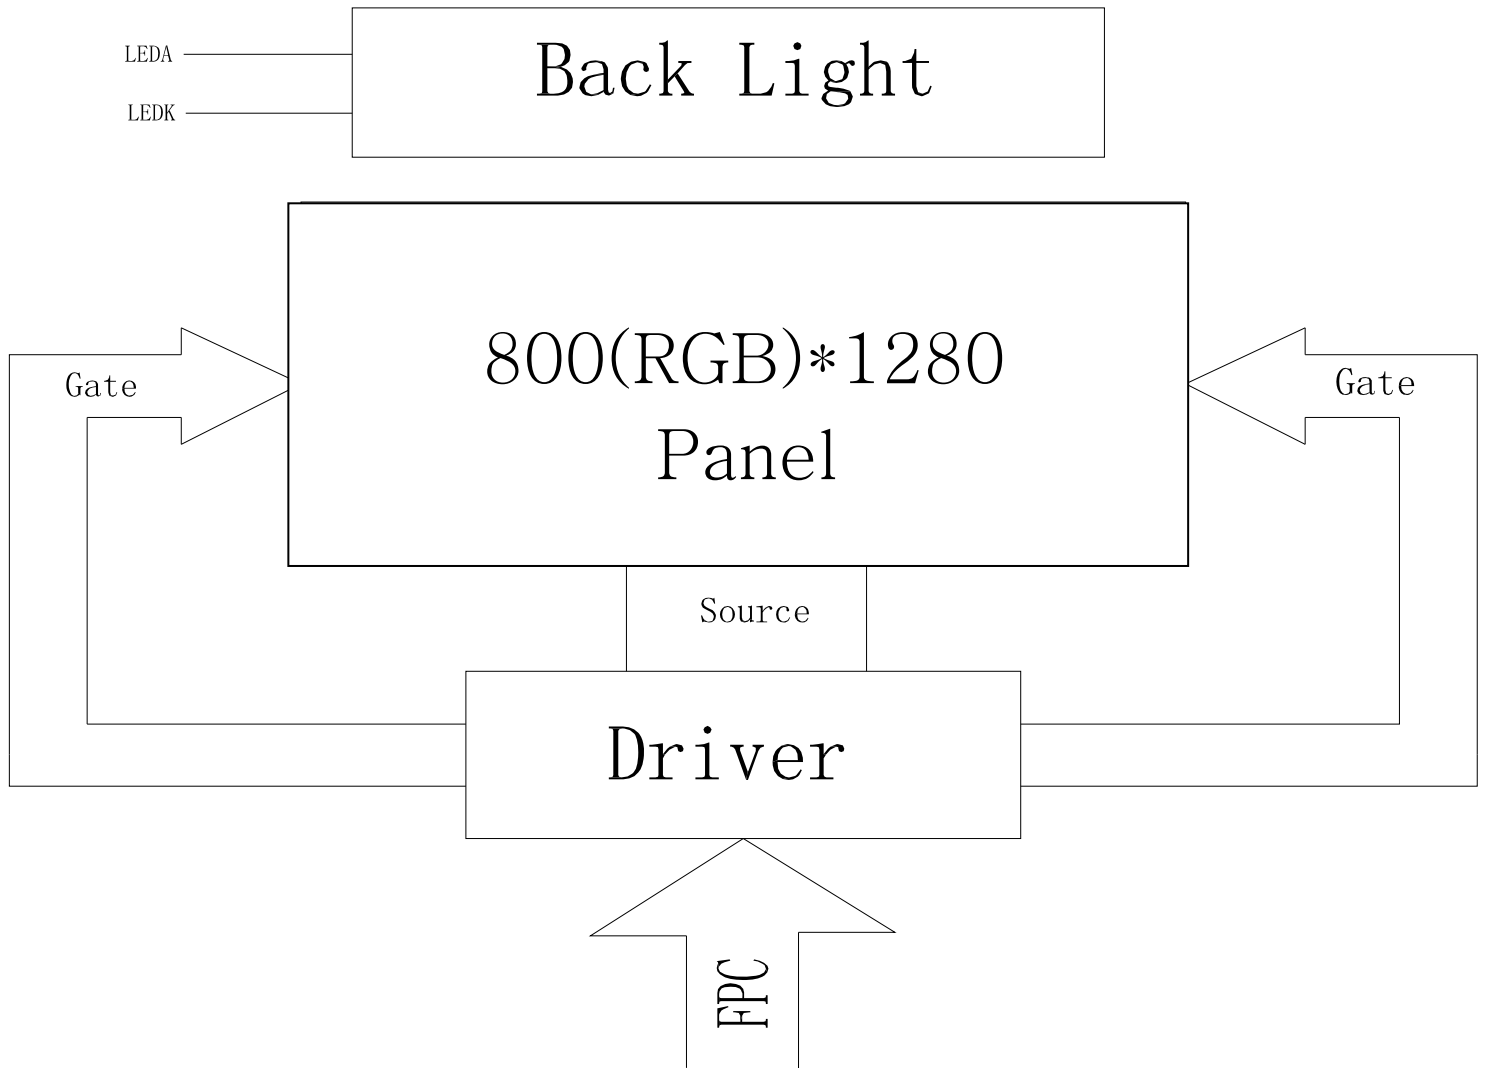 LEDA
Back Light
LEDK
800(RGB)*1280
Gate
Gate
Panel
Source
Driver
FPC